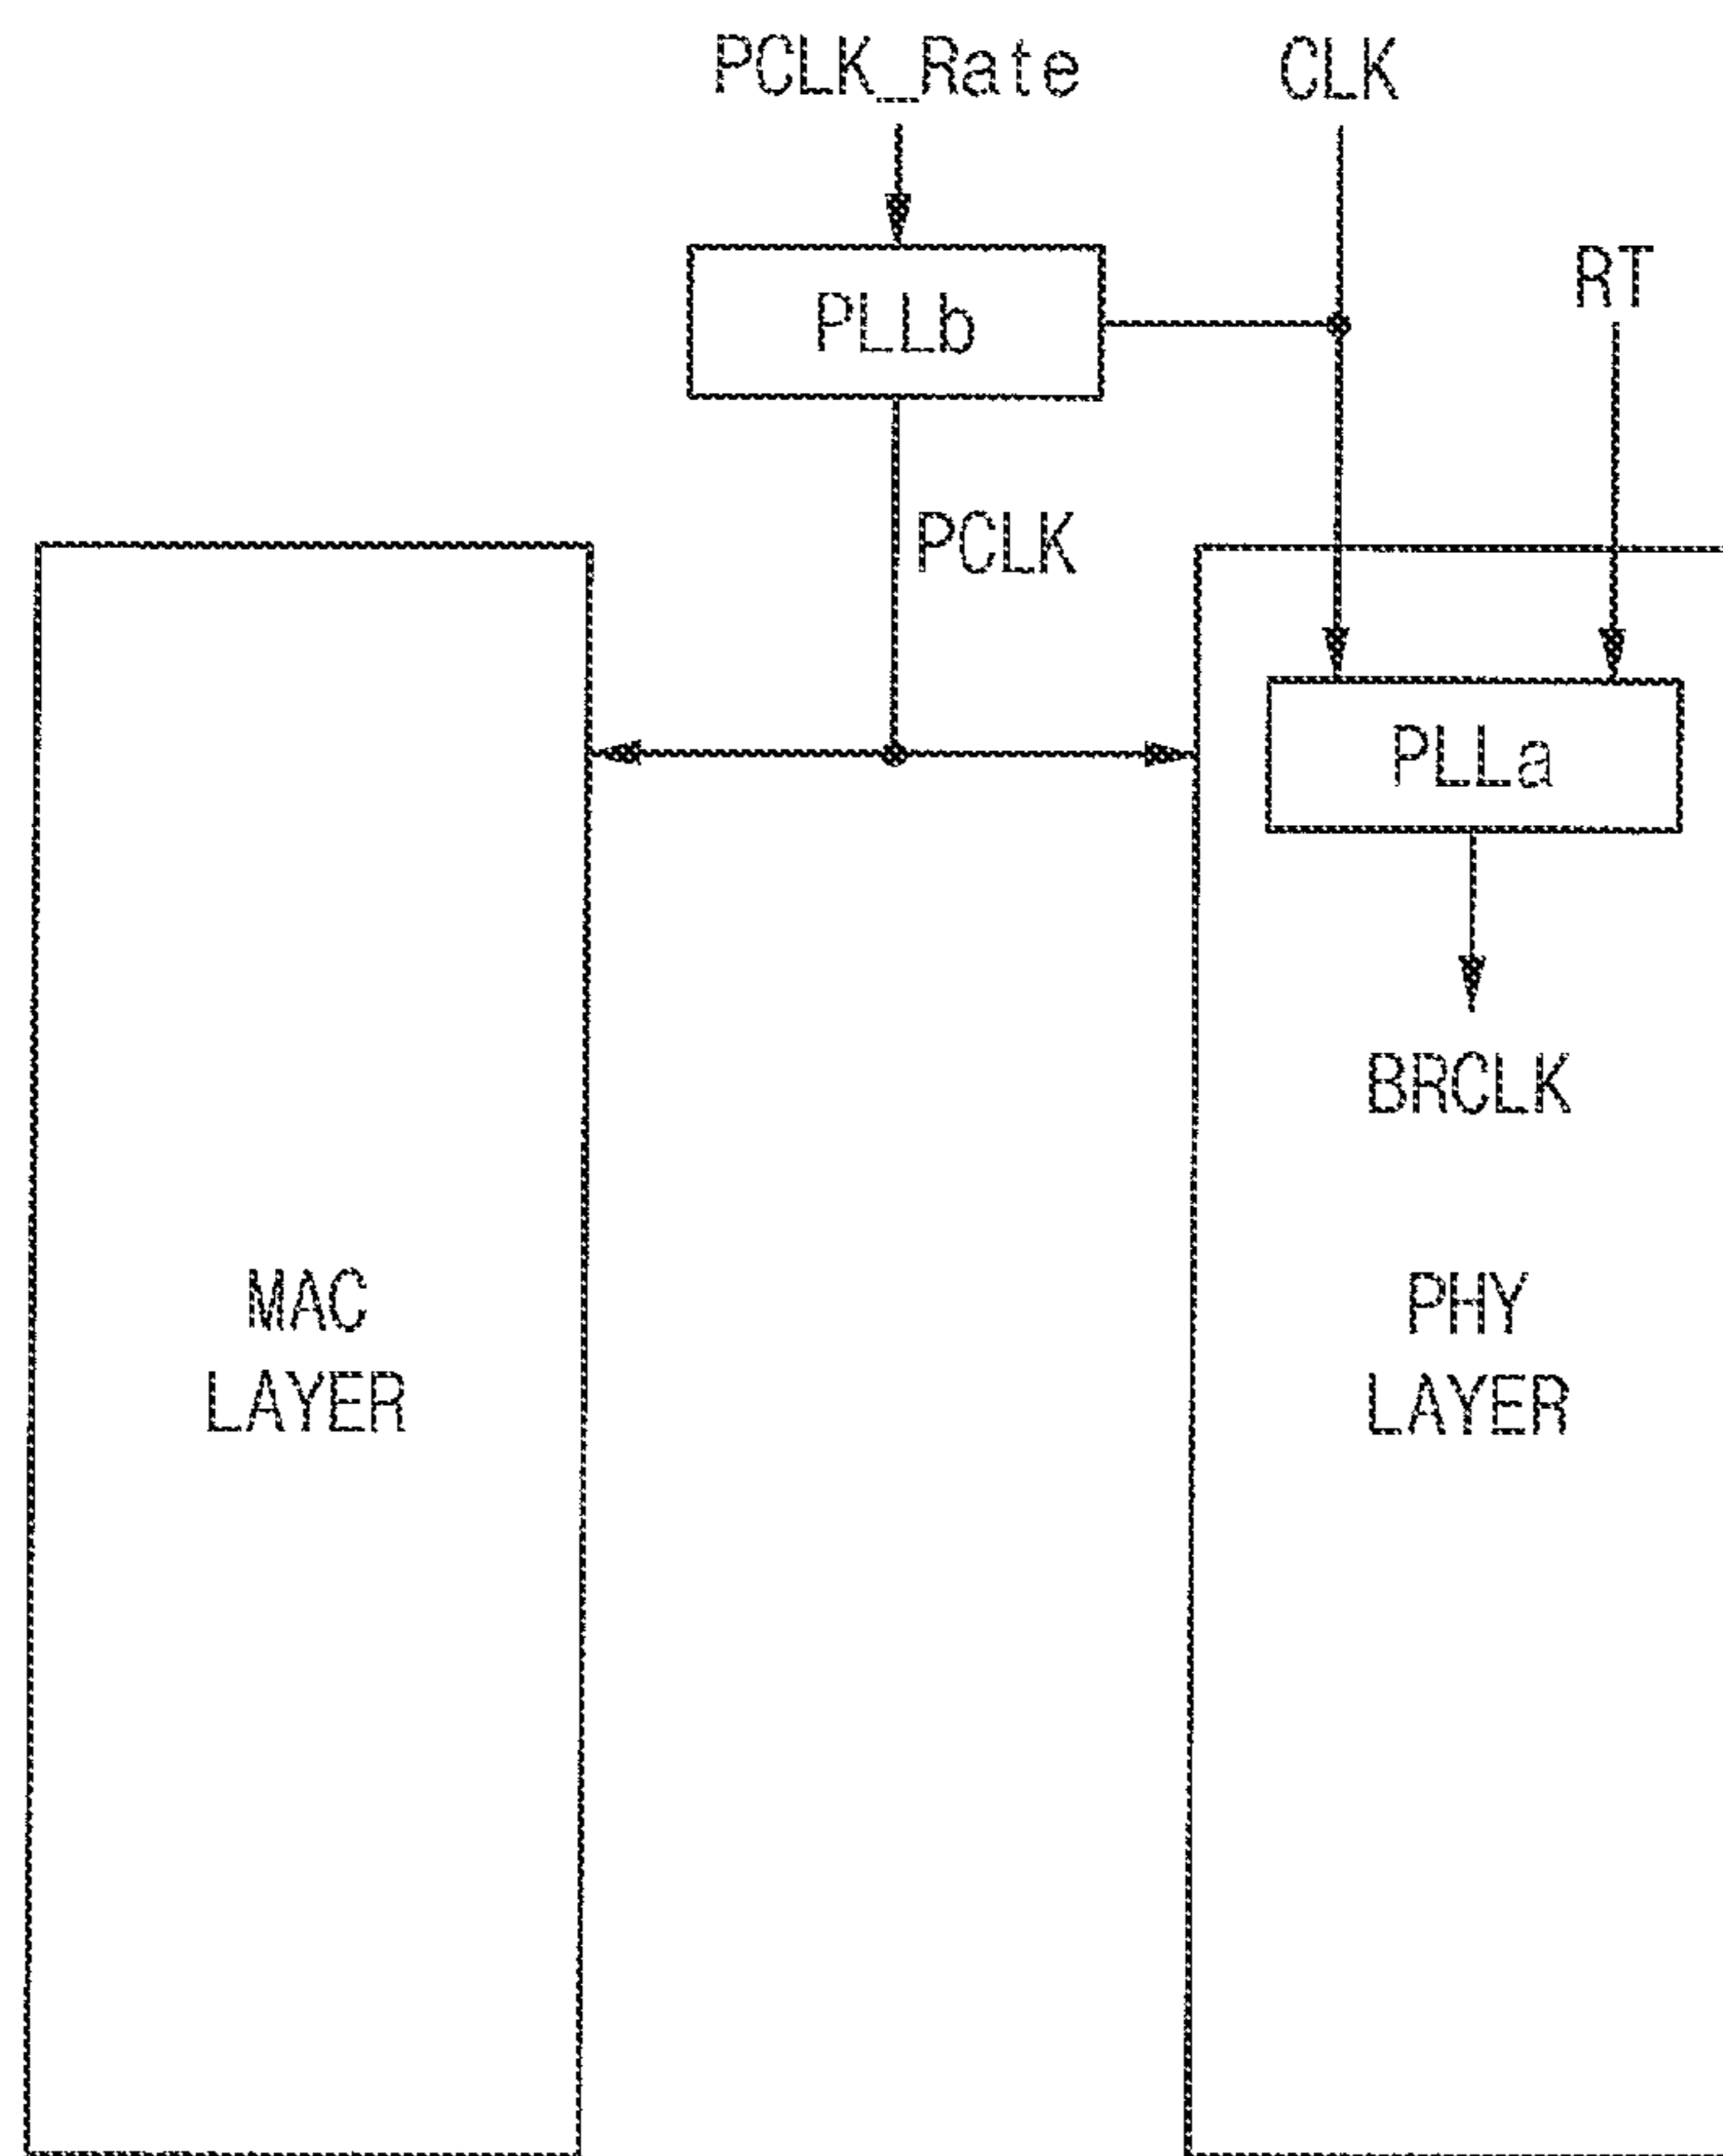 PCLK_Rate
CLK
RT
PLLb
PCLK
PLLa
BRCLK
MAC
LAYER
PHY
LAYER